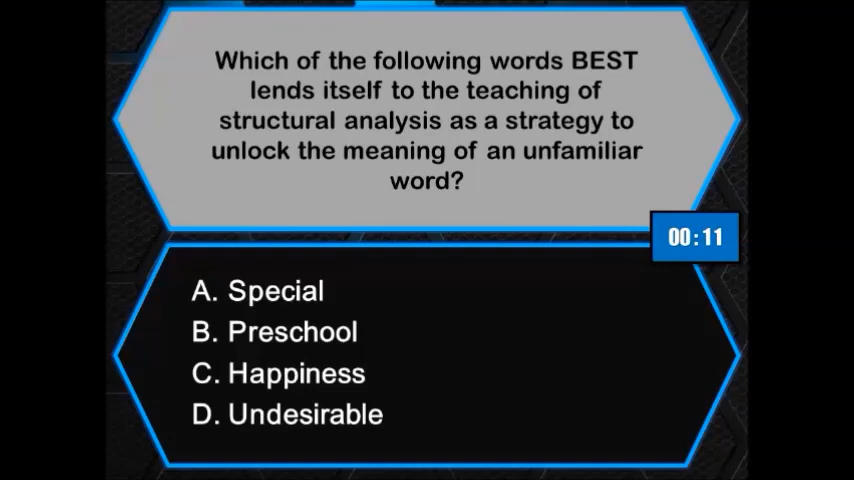 Which of the following words BEST
lends itself to the teaching of
structural analysis as a strategy to
unlock the meaning of an unfamiliar
word?
00:11
A. Special
B. Preschool
C. Happiness
D. Undesirable